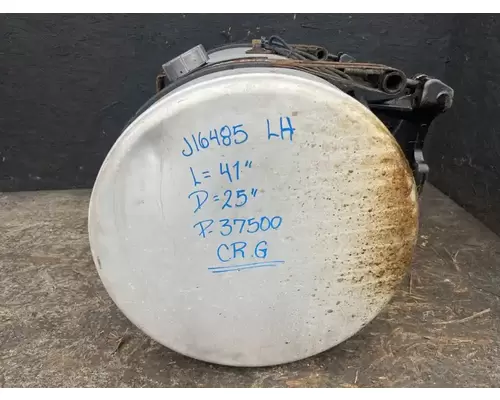 J16485 LH
L= 41"
D=25"
P. 37500
CR.G